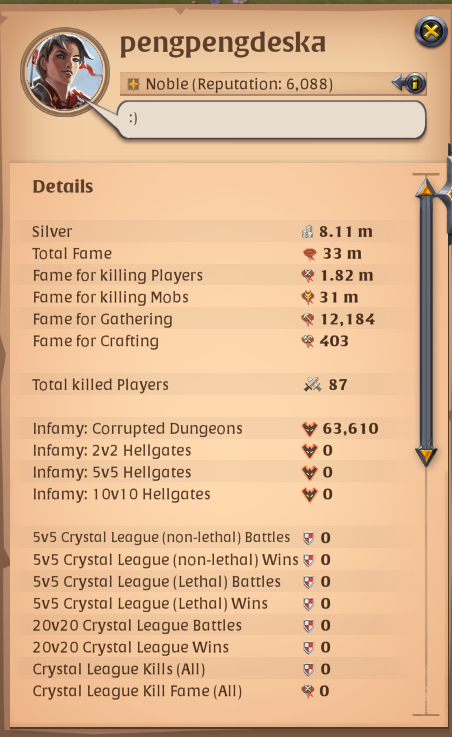 pengpengdeska
Noble (Reputation: 6,088)
:)
Details
Silver 8.11 m
Total Fame 33 m
Fame for killing Players 1.82 m
Fame for killing Mobs 31 m
Fame for Gathering 12,184
Fame for Crafting 403
Total killed Players 87
Infamy: Corrupted Dungeons 63,610
Infamy: 2v2 Hellgates 0
Infamy: 5v5 Hellgates 0
Infamy: 10v10 Hellgates 0
5v5 Crystal League (non-lethal) Battles 0
5v5 Crystal League (non-lethal) Wins 0
5v5 Crystal League (Lethal) Battles 0
5v5 Crystal League (Lethal) Wins 0
20v20 Crystal League Battles 0
20v20 Crystal League Wins 0
Crystal League Kills (All) 0
Crystal League Kill Fame (All) 0